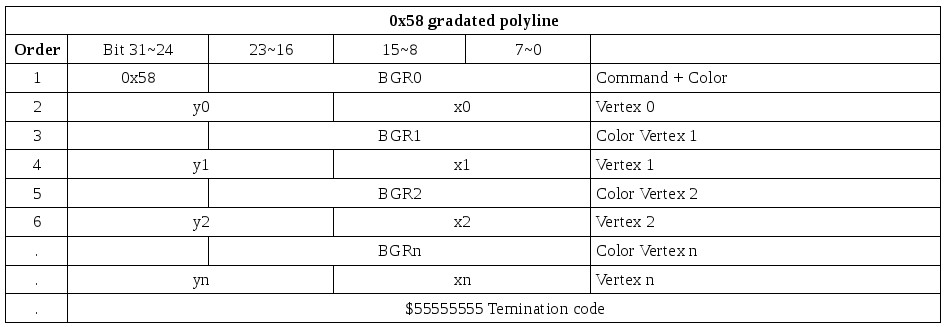 0x58 gradated polyline
Order Bit 31~24 23~16 15~8 7~0
1 0x58 BGR0 Command + Color
2 y0 x0 Vertex 0
3 BGR1 Color Vertex 1
4 y1 x1 Vertex 1
5 BGR2 Color Vertex 2
6 y2 x2 Vertex 2
. BGRn Color Vertex n
. yn xn Vertex n
. $55555555 Temination code